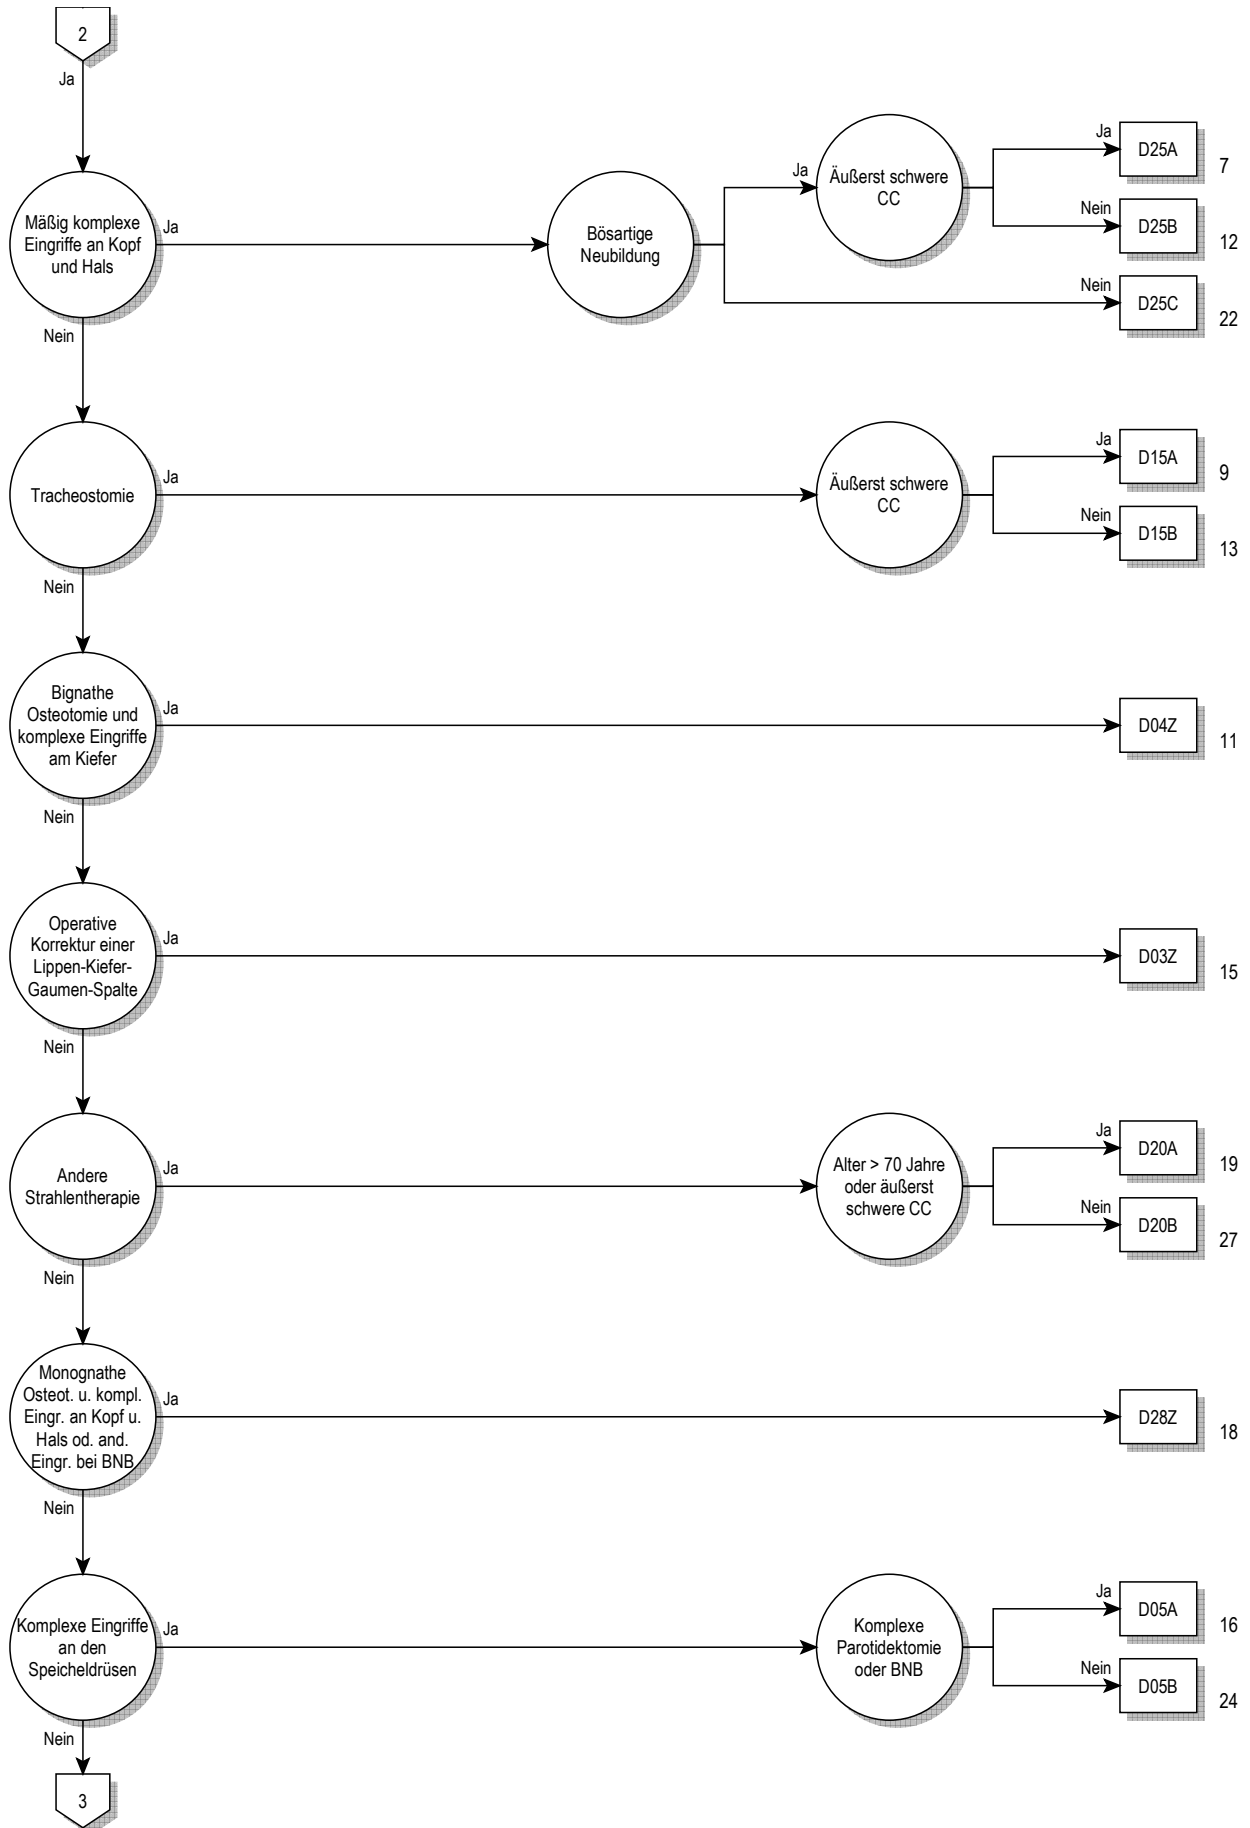 2
Ja
Mäßig komplexe
Eingriffe an Kopf
und Hals
Ja
Bösartige
Neubildung
Ja
Äußerst schwere
CC
Ja
D25A
7
Nein
D25B
12
Nein
D25C
22
Nein
Tracheostomie
Ja
Äußerst schwere
CC
Ja
D15A
9
Nein
D15B
13
Nein
Bignathe
Osteotomie und
komplexe Eingriffe
am Kiefer
Ja
D04Z
11
Nein
Operative
Korrektur einer
Lippen-Kiefer-
Gaumen-Spalte
Ja
D03Z
15
Nein
Andere
Strahlentherapie
Ja
Alter > 70 Jahre
oder äußerst
schwere CC
Ja
D20A
19
Nein
D20B
27
Nein
Monognathe
Osteot. u. kompl.
Eingr. an Kopf u.
Hals od. and.
Eingr. bei BNB
Ja
D28Z
18
Nein
Komplexe Eingriffe
an den
Speicheldrüsen
Ja
Komplexe
Parotidektomie
oder BNB
Ja
D05A
16
Nein
D05B
24
Nein
3